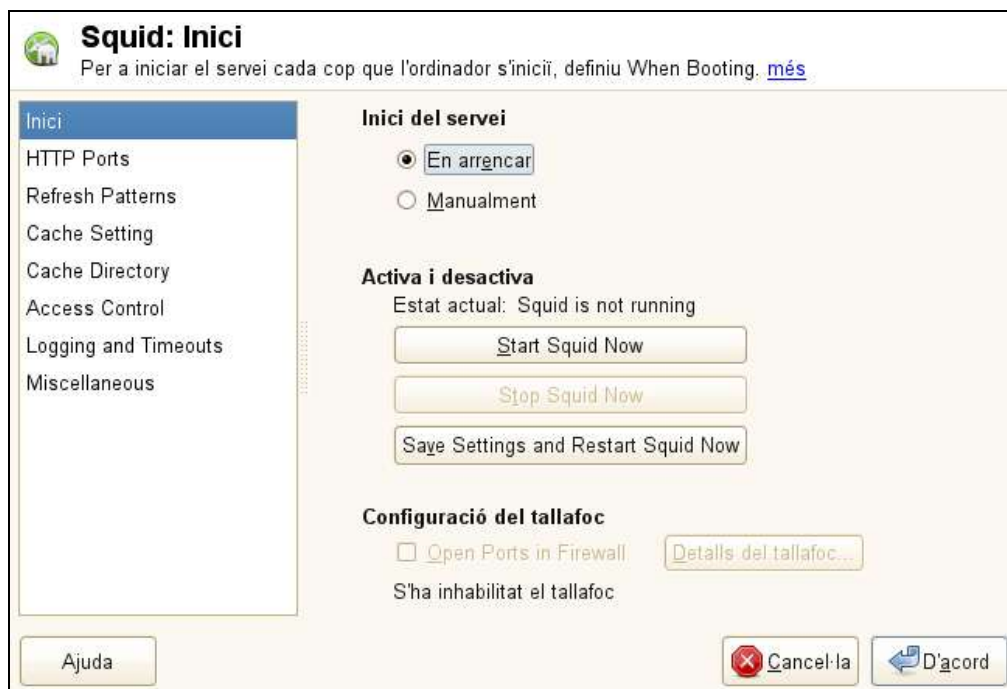 Squid: Inici
Per a iniciar el servei cada cop que l'ordinador s'iniciï, definiu When Booting. més
Inici
HTTP Ports
Refresh Patterns
Cache Setting
Cache Directory
Access Control
Logging and Timeouts
Miscellaneous
Inici del servei
En arrencar
Manualment
Activa i desactiva
Estat actual: Squid is not running
Start Squid Now
Stop Squid Now
Save Settings and Restart Squid Now
Configuració del tallafoc
Open Ports in Firewall
Detalls del tallafoc...
S'ha inhabilitat el tallafoc
Ajuda
Cancel·la
D'acord